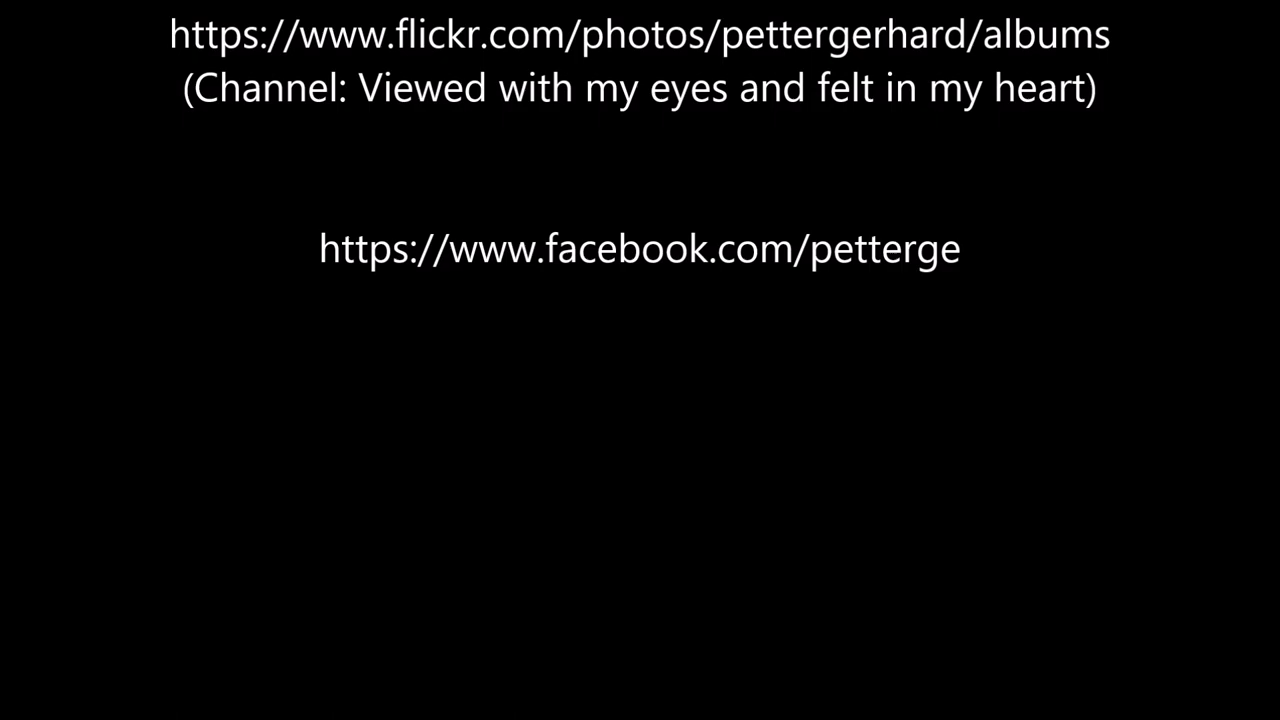 https://www.flickr.com/photos/pettergerhard/albums
(Channel: Viewed with my eyes and felt in my heart)
https://www.facebook.com/petterge